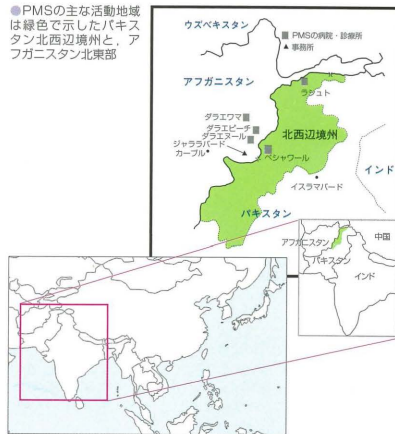 ●PMSの主な活動地域
は緑色で示したパキス
タン北西辺境州と，ア
フガニスタン北東部
ウズベキスタン
■PMSの病院・診療所
▲事務所
アフガニスタン
ラシュト
ダラエワマ
ダラエピーチ
ダラエヌール
北西辺境州
ジャララバード
カーブル
ペシャワール
インド
イスラマバード
パキスタン
中国
アフガニスタン
パキスタン
インド